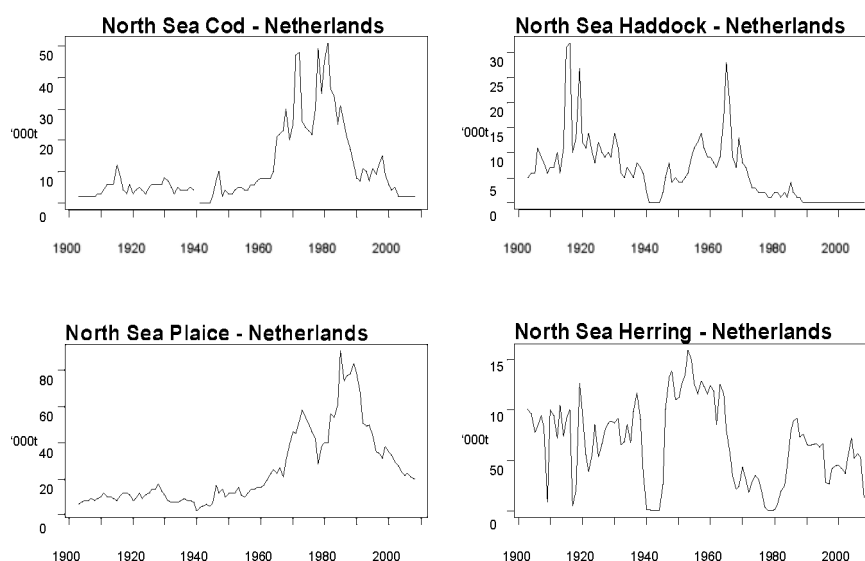 North Sea Cod - Netherlands
50
40
30
'000t
20
10
0
1900 1920 1940 1960 1980 2000
North Sea Haddock - Netherlands
30
25
20
'000t 15
10
5
0
1900 1920 1940 1960 1980 2000
North Sea Plaice - Netherlands
80
60
'000t 40
20
0
1900 1920 1940 1960 1980 2000
North Sea Herring - Netherlands
15
10
'000t
50
0
1900 1920 1940 1960 1980 2000